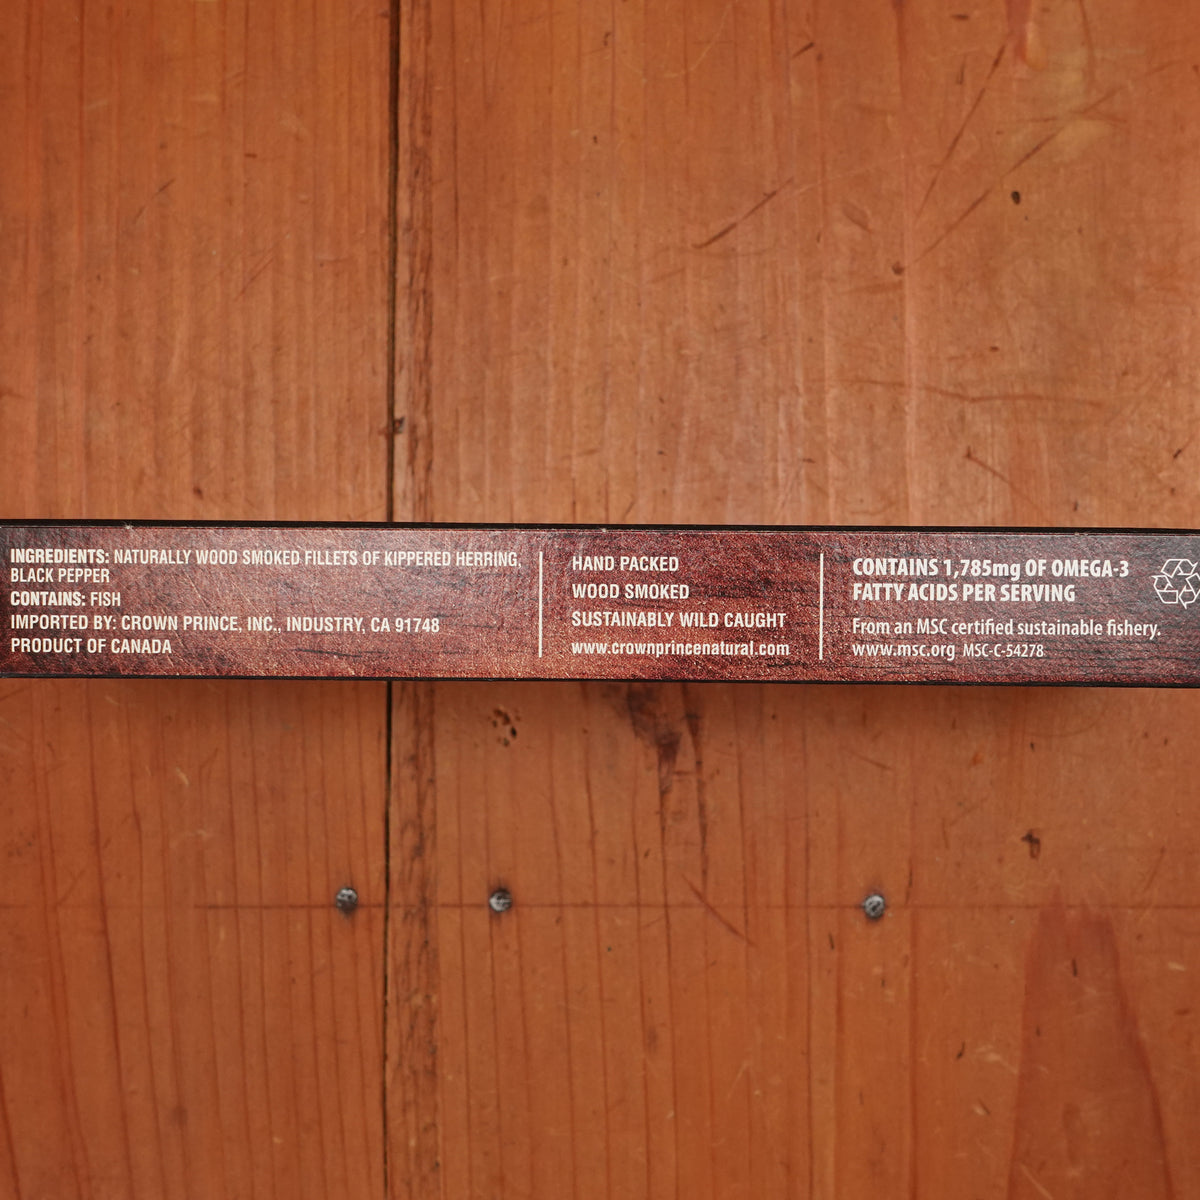 INGREDIENTS: NATURALLY WOOD SMOKED FILLETS OF KIPPERED HERRING,
BLACK PEPPER
CONTAINS: FISH
IMPORTED BY: CROWN PRINCE, INC., INDUSTRY, CA 91748
PRODUCT OF CANADA
HAND PACKED
WOOD SMOKED
SUSTAINABLY WILD CAUGHT
www.crownprincenatural.com
CONTAINS 1,785mg OF OMEGA-3
FATTY ACIDS PER SERVING
From an MSC certified sustainable fishery.
www.msc.org MSC-C-54278